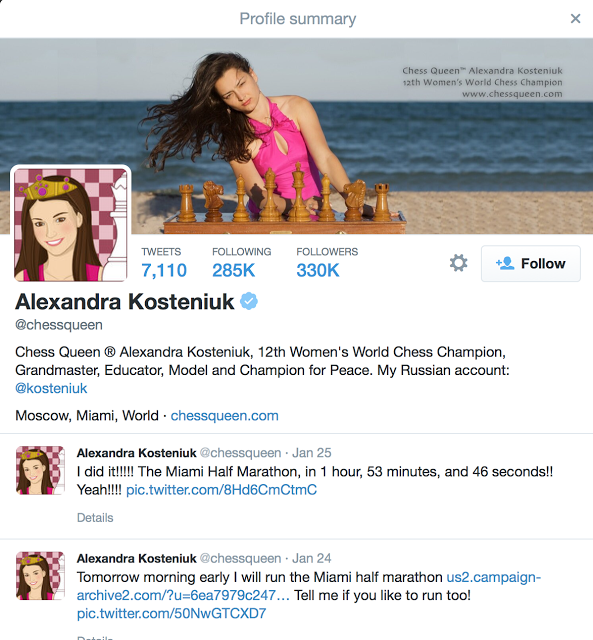 Profile summary
Chess Queen™ Alexandra Kosteniuk
12th Women's World Chess Champion
www.chessqueen.com
TWEETS FOLLOWING FOLLOWERS
7,110 285K 330K
Follow
Alexandra Kosteniuk
@chessqueen
Chess Queen ® Alexandra Kosteniuk, 12th Women's World Chess Champion,
Grandmaster, Educator, Model and Champion for Peace. My Russian account:
@kosteniuk
Moscow, Miami, World · chessqueen.com
Alexandra Kosteniuk @chessqueen · Jan 25
I did it!!!!! The Miami Half Marathon, in 1 hour, 53 minutes, and 46 seconds!!
Yeah!!!! pic.twitter.com/8Hd6CmCtmC
Details
Alexandra Kosteniuk @chessqueen · Jan 24
Tomorrow morning early I will run the Miami half marathon us2.campaign-
archive2.com/?u=6ea7979c247… Tell me if you like to run too!
pic.twitter.com/50NwGTCXD7
Details